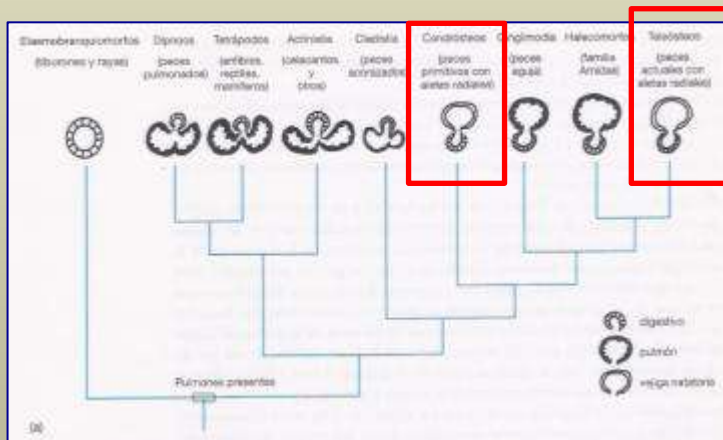 Elasmobranquiomorfos
(tiburones y rayas)
Dipnoos
(peces
pulmonados)
Tetrápodos
(anfibios,
reptiles,
mamíferos)
Actinistia
(celacantos
y
otros)
Cladistia
(peces
acorazados)
Condrósteos
(peces
primitivos con
aletas radiales)
Ginglimodia
(peces
aguja)
Halecomorfos
(familia
Amiidae)
Teleósteos
(peces
actuales con
aletas radiales)
digestivo
pulmón
vejiga natatoria
Pulmones presentes
(a)